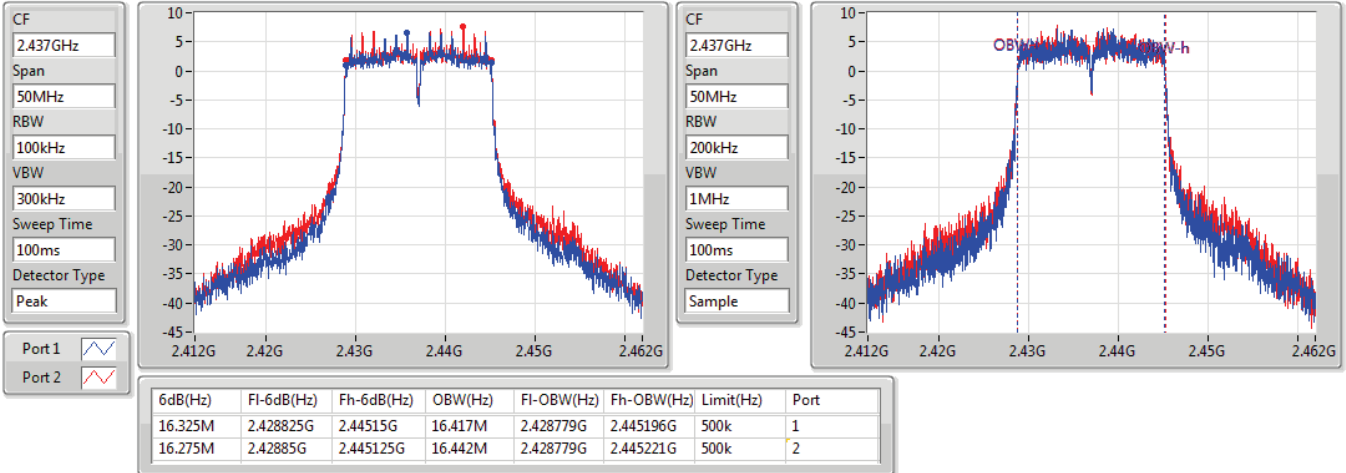 CF
2.437GHz
Span
50MHz
RBW
100kHz
VBW
300kHz
Sweep Time
100ms
Detector Type
Peak
Port 1
Port 2
10
5
0
-5
-10
-15
-20
-25
-30
-35
-40
-45
2.412G 2.42G 2.43G 2.44G 2.45G 2.462G
CF
2.437GHz
Span
50MHz
RBW
200kHz
VBW
1MHz
Sweep Time
100ms
Detector Type
Sample
10
5
0
-5
-10
-15
-20
-25
-30
-35
-40
-45
OBW-h
2.412G 2.42G 2.43G 2.44G 2.45G 2.462G
6dB(Hz) Fl-6dB(Hz) Fh-6dB(Hz) OBW(Hz) Fl-OBW(Hz) Fh-OBW(Hz) Limit(Hz) Port
16.325M 2.428825G 2.44515G 16.417M 2.428779G 2.445196G 500k 1
16.275M 2.42885G 2.445125G 16.442M 2.428779G 2.445221G 500k 2